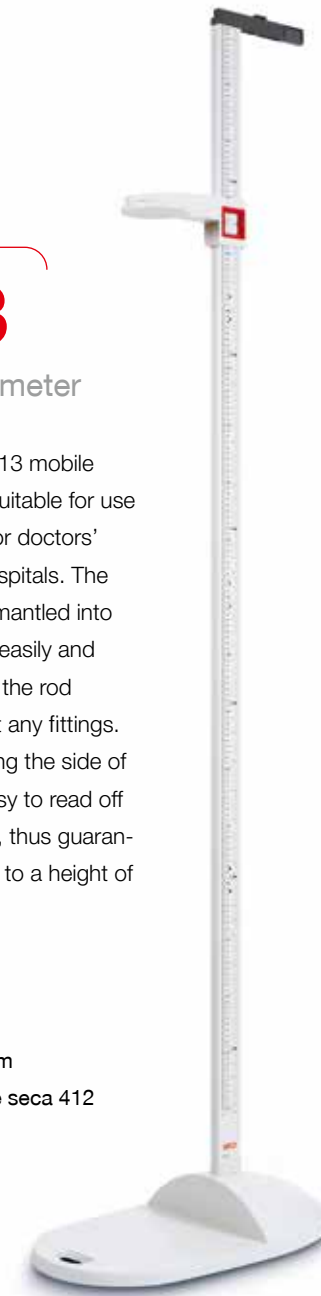 3
meter
13 mobile
uitable for use
or doctors’
spitals. The
mantled into
easily and
the rod
t any fittings.
ng the side of
sy to read off
, thus guaran-
to a height of
m
e seca 412
seca